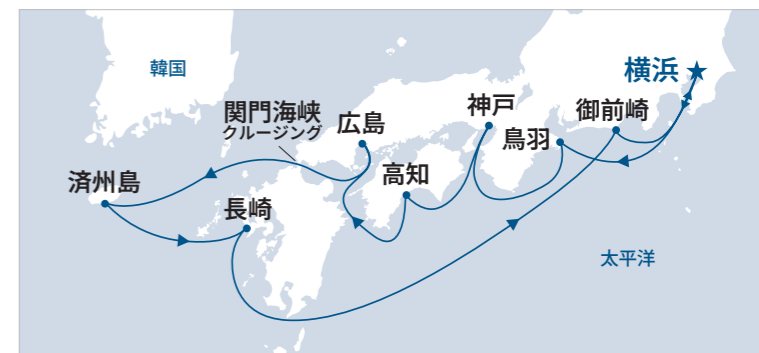 韓国
横浜
神戸
関門海峡
クルージング
広島
御前崎
鳥羽
高知
済州島
長崎
太平洋